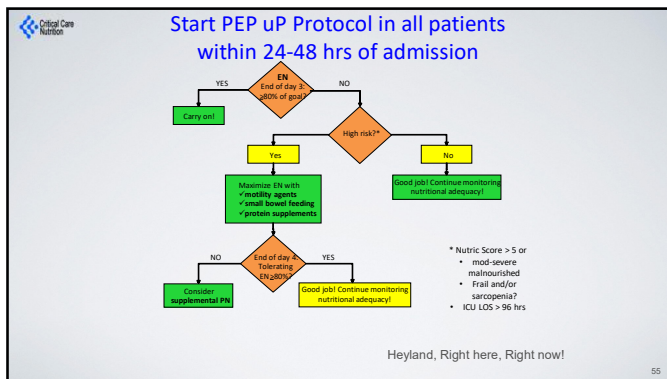 Critical Care
Nutrition
Start PEP uP Protocol in all patients
within 24-48 hrs of admission
YES
EN
End of day 3:
≥80% of goal?
NO
Carry on!
High risk?*
Yes
No
Maximize EN with
✓motility agents
✓small bowel feeding
✓protein supplements
Good job! Continue monitoring
nutritional adequacy!
NO
End of day 4:
Tolerating
EN≥80%?
YES
Consider
supplemental PN
Good job! Continue monitoring
nutritional adequacy!
* Nutric Score > 5 or
• mod-severe
malnourished
• Frail and/or
sarcopenia?
• ICU LOS > 96 hrs
Heyland, Right here, Right now!
55